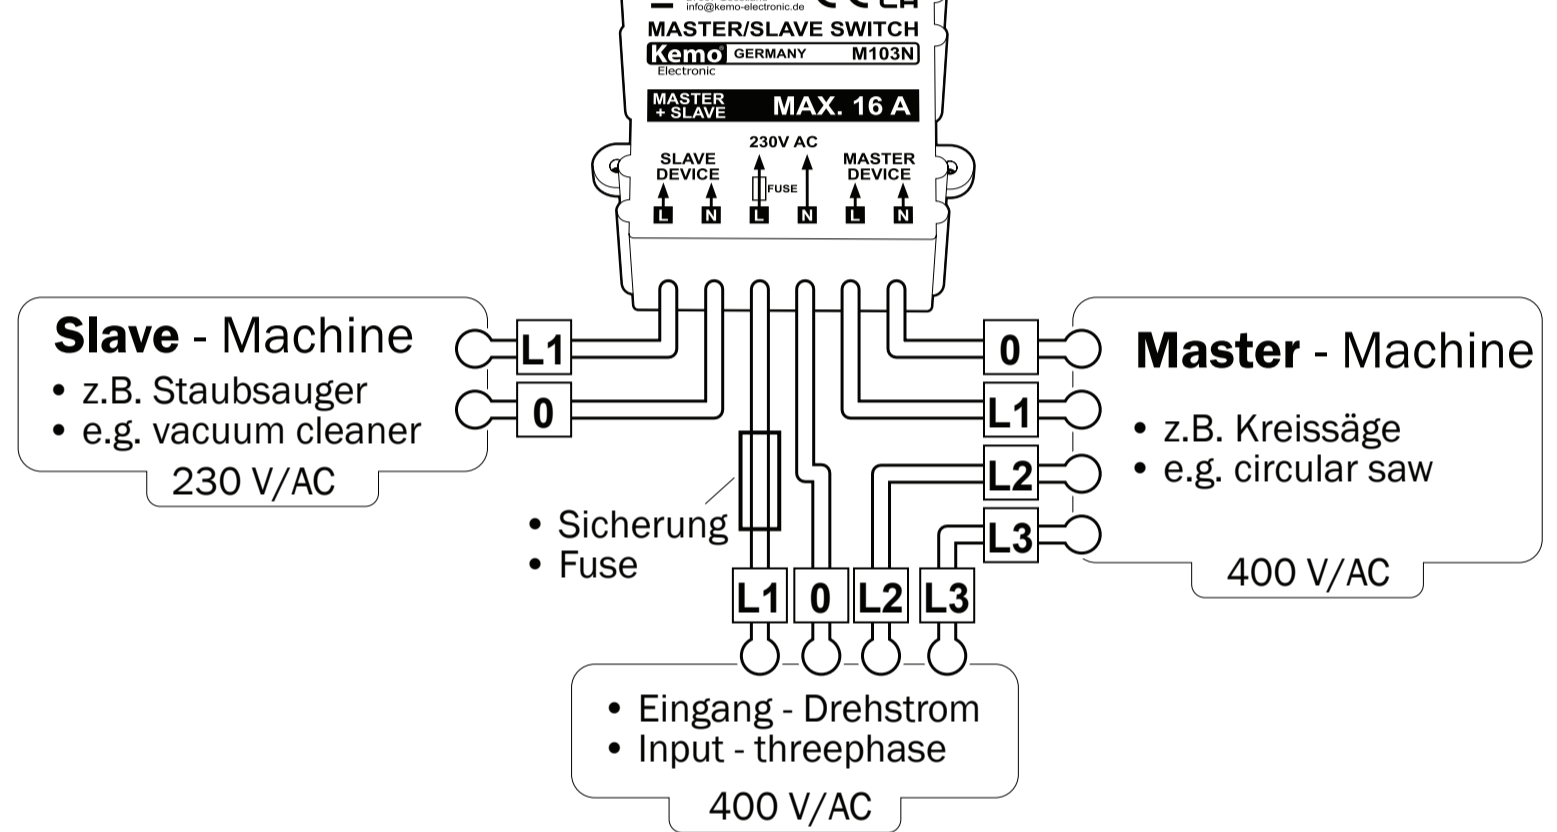 info@kemo-electronic.de
MASTER/SLAVE SWITCH
Kemo GERMANY M103N
Electronic
MASTER + SLAVE MAX. 16 A
230V AC
SLAVE DEVICE
MASTER DEVICE
FUSE
L N L N L N
Slave - Machine
• z.B. Staubsauger
• e.g. vacuum cleaner
230 V/AC
L1
0
0
L1
L2
L3
Master - Machine
• z.B. Kreissäge
• e.g. circular saw
400 V/AC
• Sicherung
• Fuse
L1 0 L2 L3
• Eingang - Drehstrom
• Input - threephase
400 V/AC